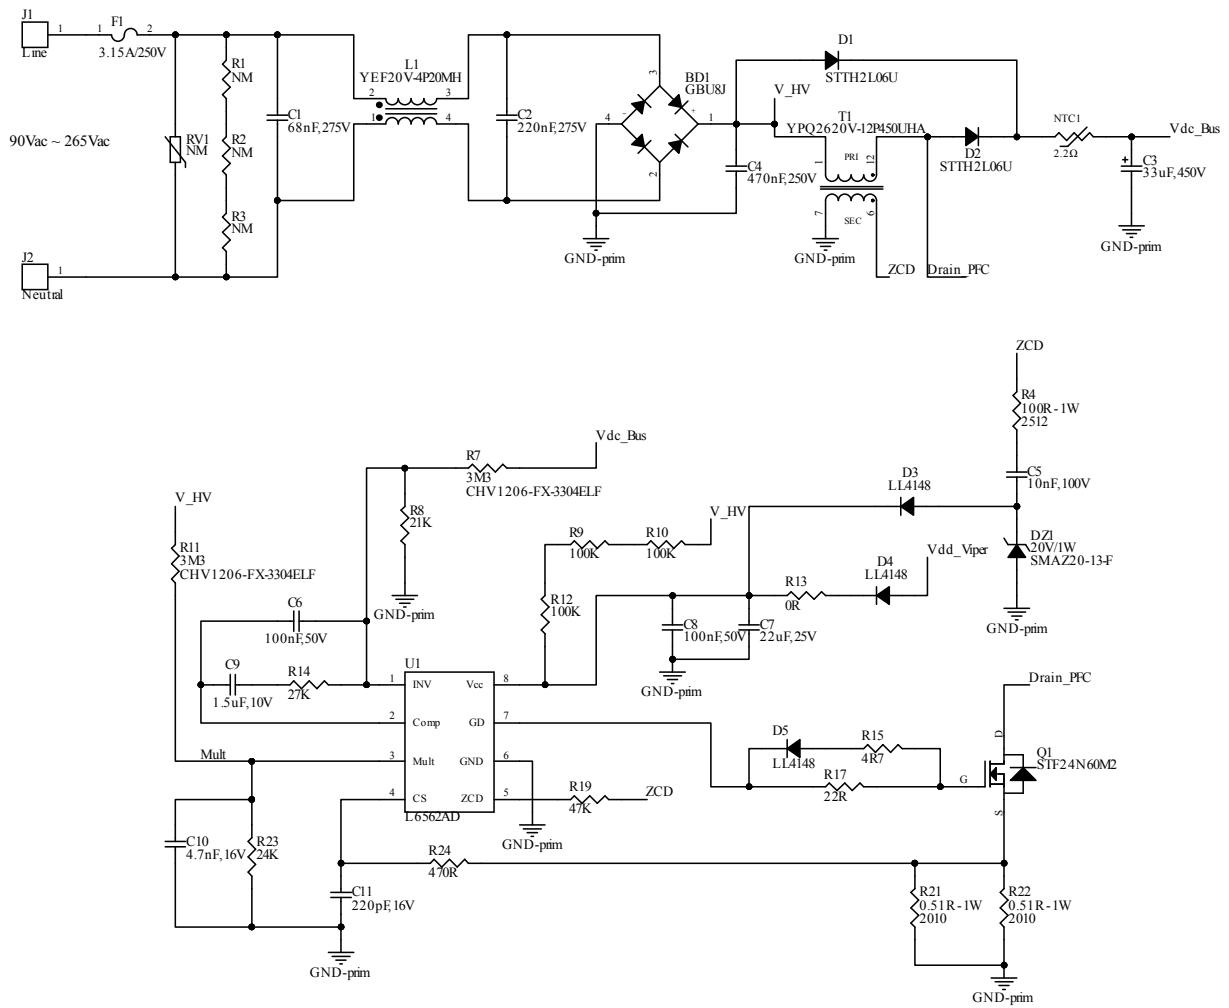 J1
1
Line
F1
1 2
3.15A/250V
90Vac ~ 265Vac
RV1
NM
R1
NM
R2
NM
R3
NM
C1
68nF,275V
L1
YEF20V-4P20MH
2 3
1 4
C2
220nF,275V
BD1
GBU8J
3
4
-
+
1
2
C4
470nF,250V
V_HV
T1
YPQ2620V-12P450UHA
1
PRI
12
7
SEC
6
GND-prim
GND-prim
ZCD
Drain_PFC
D1
STTH2L06U
D2
STTH2L06U
NTC1
2.2Ω
Vdc_Bus
+
C3
33uF,450V
GND-prim
J2
1
Neutral
ZCD
R4
100R-1W
2512
C5
10nF,100V
D3
LL4148
DZ1
20V/1W
SMAZ20-13-F
GND-prim
Vdc_Bus
R7
3M3
CHV1206-FX-3304ELF
R8
21K
GND-prim
V_HV
R11
3M3
CHV1206-FX-3304ELF
V_HV
R9
100K
R10
100K
R12
100K
Vdd_Viper
D4
LL4148
R13
0R
C8
100nF,50V
C7
22uF,25V
GND-prim
C6
100nF,50V
C9
1.5uF,10V
R14
27K
U1
1 INV Vcc 8
2 Comp GD 7
3 Mult GND 6
4 CS ZCD 5
L6562AD
Mult
GND-prim
R19
47K
ZCD
D5
LL4148
R15
4R7
R17
22R
Drain_PFC
D
G
S
Q1
STF24N60M2
C10
4.7nF,16V
R23
24K
R24
470R
C11
220pF,16V
GND-prim
R21
0.51R-1W
2010
R22
0.51R-1W
2010
GND-prim